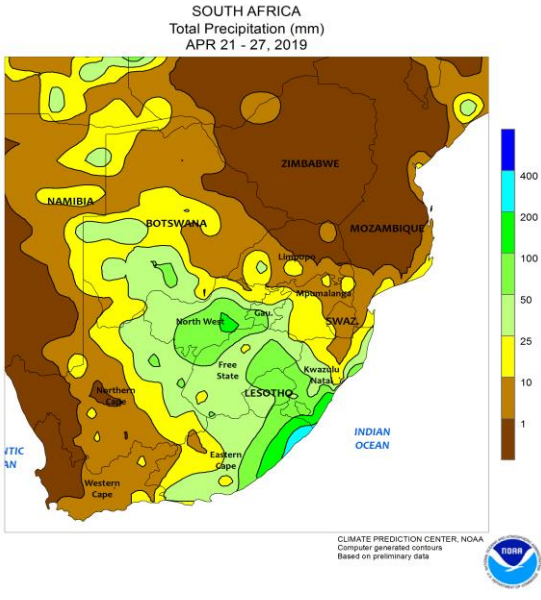 SOUTH AFRICA
Total Precipitation (mm)
APR 21 - 27, 2019
ZIMBABWE
NAMIBIA
BOTSWANA
MOZAMBIQUE
Limpopo
Mpumalanga
North West
Gau.
SWAZ.
Free
State
Kwazulu
Natal
Northern
Cape
LESOTHO
INDIAN
OCEAN
NTIC
AN
Eastern
Cape
Western
Cape
400
200
100
50
25
10
1
CLIMATE PREDICTION CENTER, NOAA
Computer generated contours
Based on preliminary data
NOAA